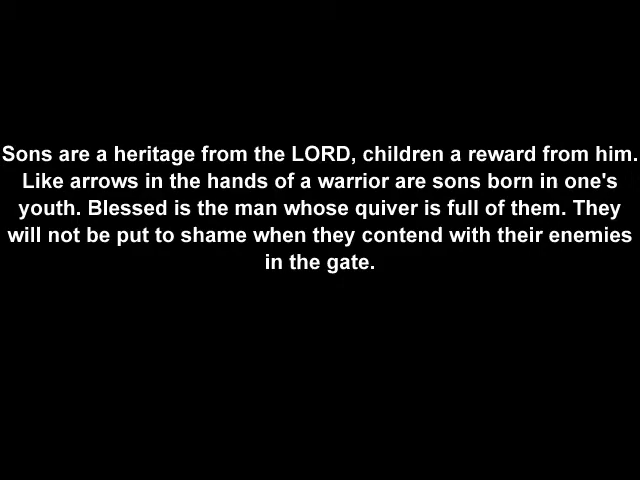 Sons are a heritage from the LORD, children a reward from him.
Like arrows in the hands of a warrior are sons born in one's
youth. Blessed is the man whose quiver is full of them. They
will not be put to shame when they contend with their enemies
in the gate.